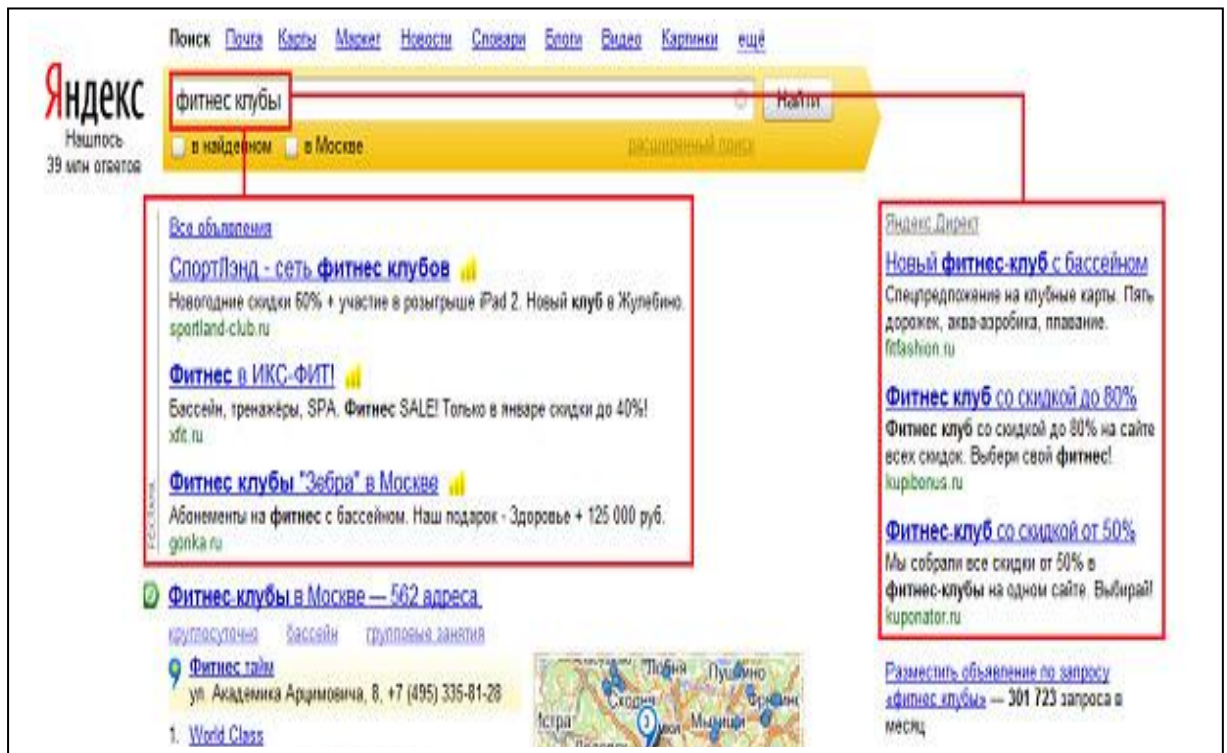 Поиск Почта Карты Маркет Новости Словари Блоги Видео Картинки ещё
Яндекс
фитнес клубы
Найти
Нашлось
39 млн ответов
в найденном в Москве
расширенный поиск
Все объявления
СпортЛэнд - сеть фитнес клубов
Новогодние скидки 60% + участие в розыгрыше iPad 2. Новый клуб в Жулебино.
sportland-club.ru
Фитнес в ИКС-ФИТ!
Бассейн, тренажёры, SPA. Фитнес SALE! Только в январе скидки до 40%!
xfit.ru
Фитнес клубы "Зебра" в Москве
Абонементы на фитнес с бассейном. Наш подарок - Здоровье + 125 000 руб.
gorika.ru
РЕКЛАМА
Яндекс.Директ
Новый фитнес-клуб с бассейном
Спецпредложение на клубные карты. Пять
дорожек, аква-аэробика, плавание.
fitfashion.ru
Фитнес клуб со скидкой до 80%
Фитнес клуб со скидкой до 80% на сайте
всех скидок. Выбери свой фитнес!
kupibonus.ru
Фитнес-клуб со скидкой от 50%
Мы собрали все скидки от 50% в
фитнес-клубы на одном сайте. Выбирай!
kuponator.ru
Разместить объявление по запросу
«фитнес клубы» — 301 723 запроса в
месяц
Фитнес-клубы в Москве — 562 адреса
круглосуточно бассейн групповые занятия
Фитнес тайм
ул. Академика Арцимовича, 8, +7 (495) 335-81-28
1. World Class
Лобня Пушкино
Сходня
Мытищи